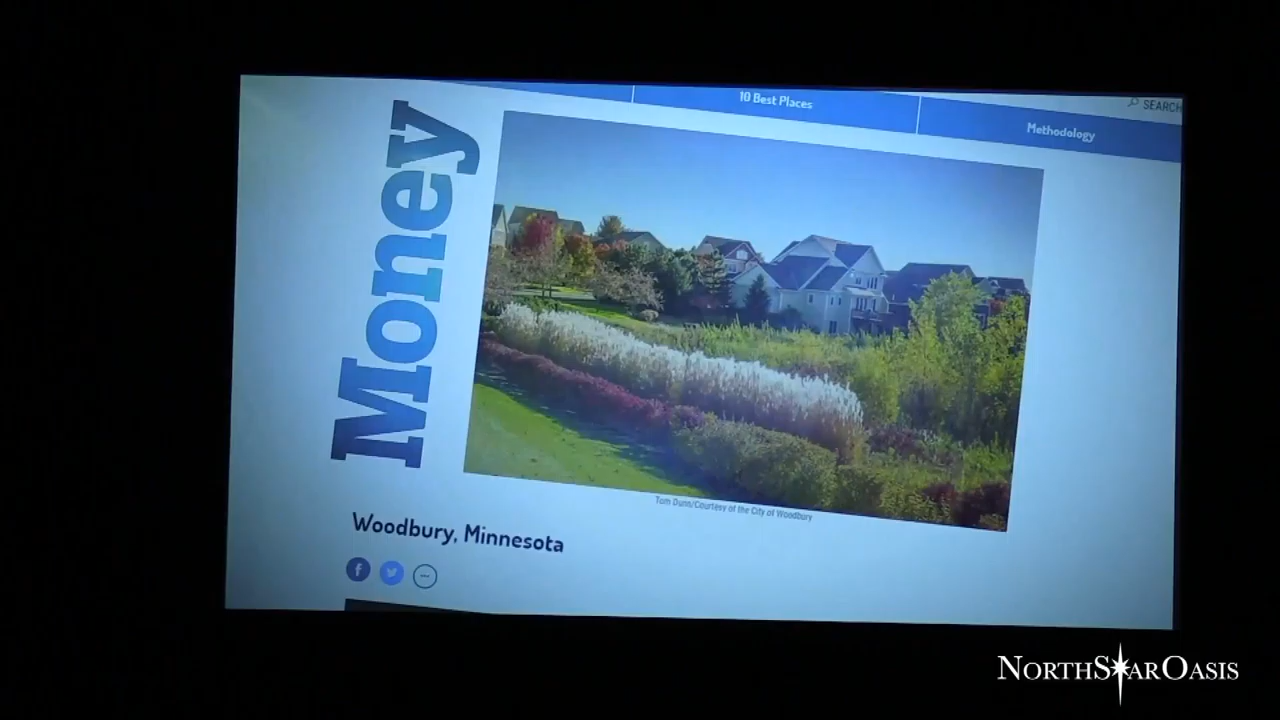 10 Best Places
SEARCH
Methodology
Money
Tom Dunn/Courtesy of the City of Woodbury
Woodbury, Minnesota
f
NORTHSTAROASIS